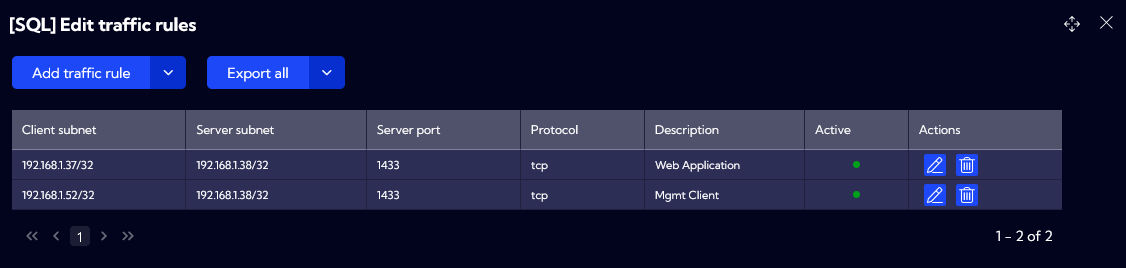 [SQL] Edit traffic rules
Add traffic rule Export all
Client subnet Server subnet Server port Protocol Description Active Actions
192.168.1.37/32 192.168.1.38/32 1433 tcp Web Application
192.168.1.52/32 192.168.1.38/32 1433 tcp Mgmt Client
1 1 - 2 of 2